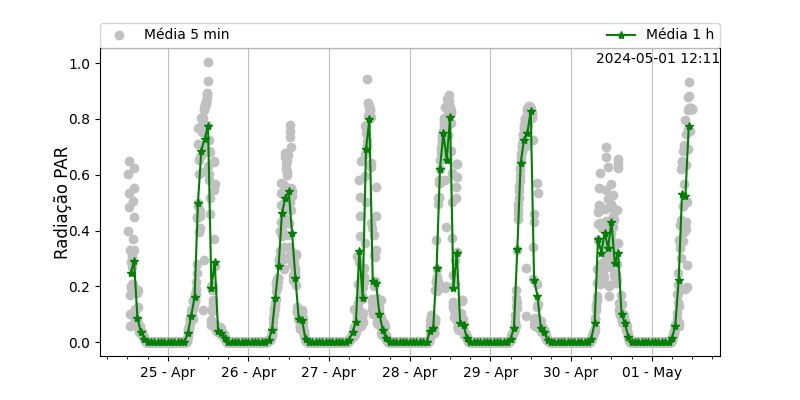 Média 5 min
Média 1 h
2024-05-01 12:11
Radiação PAR
1.0
0.8
0.6
0.4
0.2
0.0
25 - Apr
26 - Apr
27 - Apr
28 - Apr
29 - Apr
30 - Apr
01 - May